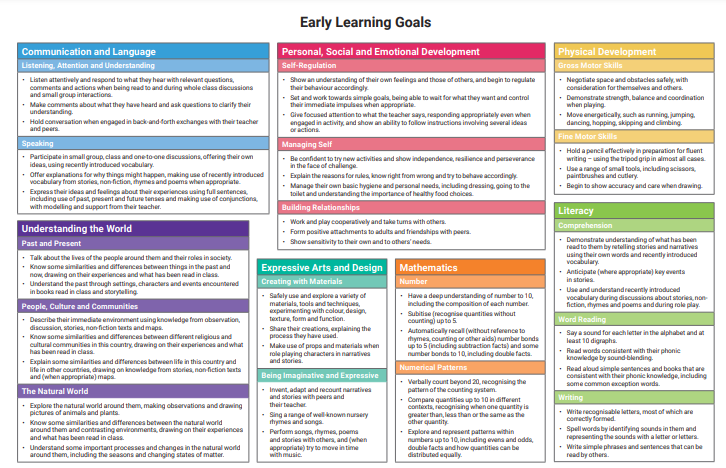 Early Learning Goals
Communication and Language
Listening, Attention and Understanding
• Listen attentively and respond to what they hear with relevant questions,
comments and actions when being read to and during whole class discussions
and small group interactions.
• Make comments about what they have heard and ask questions to clarify their
understanding.
• Hold conversation when engaged in back-and-forth exchanges with their teacher
and peers.
Speaking
• Participate in small group, class and one-to-one discussions, offering their own
ideas, using recently introduced vocabulary.
• Offer explanations for why things might happen, making use of recently introduced
vocabulary from stories, non-fiction, rhymes and poems when appropriate.
• Express their ideas and feelings about their experiences using full sentences,
including use of past, present and future tenses and making use of conjunctions,
with modelling and support from their teacher.
Personal, Social and Emotional Development
Self-Regulation
• Show an understanding of their own feelings and those of others, and begin to regulate
their behaviour accordingly.
• Set and work towards simple goals, being able to wait for what they want and control
their immediate impulses when appropriate.
• Give focused attention to what the teacher says, responding appropriately even when
engaged in activity, and show an ability to follow instructions involving several ideas
or actions.
Managing Self
• Be confident to try new activities and show independence, resilience and perseverance
in the face of challenge.
• Explain the reasons for rules, know right from wrong and try to behave accordingly.
• Manage their own basic hygiene and personal needs, including dressing, going to the
toilet and understanding the importance of healthy food choices.
Building Relationships
• Work and play cooperatively and take turns with others.
• Form positive attachments to adults and friendships with peers.
• Show sensitivity to their own and to others' needs.
Physical Development
Gross Motor Skills
• Negotiate space and obstacles safely, with
consideration for themselves and others.
• Demonstrate strength, balance and coordination
when playing.
• Move energetically, such as running, jumping,
dancing, hopping, skipping and climbing.
Fine Motor Skills
• Hold a pencil effectively in preparation for fluent
writing – using the tripod grip in almost all cases.
• Use a range of small tools, including scissors,
paintbrushes and cutlery.
• Begin to show accuracy and care when drawing.
Understanding the World
Past and Present
• Talk about the lives of the people around them and their roles in society.
• Know some similarities and differences between things in the past and
now, drawing on their experiences and what has been read in class.
• Understand the past through settings, characters and events encountered
in books read in class and storytelling.
People, Culture and Communities
• Describe their immediate environment using knowledge from observation,
discussion, stories, non-fiction texts and maps.
• Know some similarities and differences between different religious and
cultural communities in this country, drawing on their experiences and what
has been read in class.
• Explain some similarities and differences between life in this country and
life in other countries, drawing on knowledge from stories, non-fiction texts
and (when appropriate) maps.
The Natural World
• Explore the natural world around them, making observations and drawing
pictures of animals and plants.
• Know some similarities and differences between the natural world
around them and contrasting environments, drawing on their experiences
and what has been read in class.
• Understand some important processes and changes in the natural world
around them, including the seasons and changing states of matter.
Expressive Arts and Design
Creating with Materials
• Safely use and explore a variety of
materials, tools and techniques,
experimenting with colour, design,
texture, form and function.
• Share their creations, explaining the
process they have used.
• Make use of props and materials when
role playing characters in narratives
and stories.
Being Imaginative and Expressive
• Invent, adapt and recount narratives
and stories with peers and
their teacher.
• Sing a range of well-known nursery
rhymes and songs.
• Perform songs, rhymes, poems
and stories with others, and (when
appropriate) try to move in time
with music.
Mathematics
Number
• Have a deep understanding of number to 10,
including the composition of each number.
• Subitise (recognise quantities without
counting) up to 5.
• Automatically recall (without reference to
rhymes, counting or other aids) number bonds
up to 5 (including subtraction facts) and some
number bonds to 10, including double facts.
Numerical Patterns
• Verbally count beyond 20, recognising the
pattern of the counting system.
• Compare quantities up to 10 in different
contexts, recognising when one quantity is
greater than, less than or the same as the
other quantity.
• Explore and represent patterns within
numbers up to 10, including evens and odds,
double facts and how quantities can be
distributed equally.
Literacy
Comprehension
• Demonstrate understanding of what has been
read to them by retelling stories and narratives
using their own words and recently introduced
vocabulary.
• Anticipate (where appropriate) key events
in stories.
• Use and understand recently introduced
vocabulary during discussions about stories, non-
fiction, rhymes and poems and during role play.
Word Reading
• Say a sound for each letter in the alphabet and at
least 10 digraphs.
• Read words consistent with their phonic
knowledge by sound-blending.
• Read aloud simple sentences and books that are
consistent with their phonic knowledge, including
some common exception words.
Writing
• Write recognisable letters, most of which are
correctly formed.
• Spell words by identifying sounds in them and
representing the sounds with a letter or letters.
• Write simple phrases and sentences that can be
read by others.